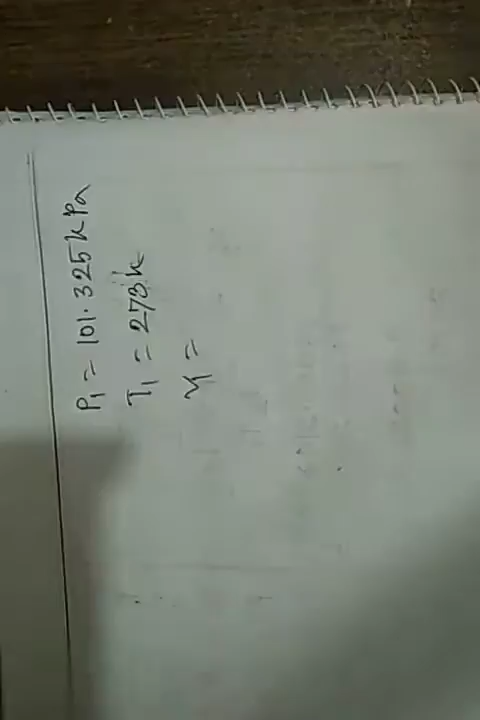 P₁ = 101.325 kPa
T₁ = 273 k
V₁ =